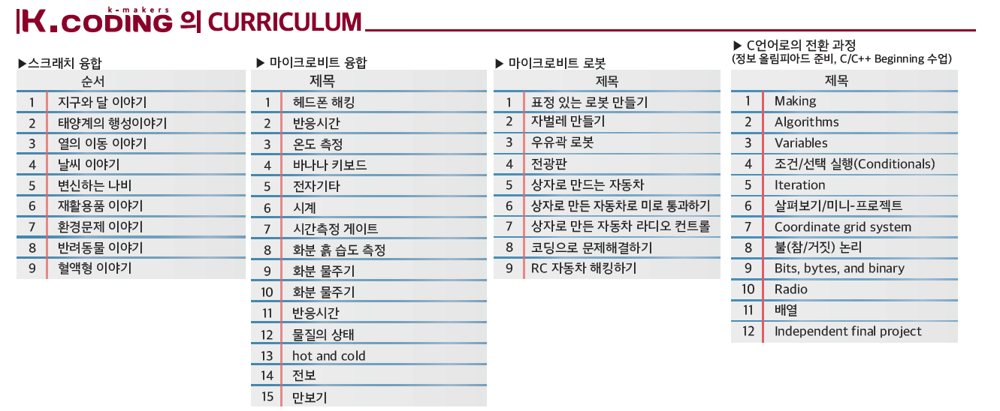 k-makers
K.CODING 의 CURRICULUM
▶스크래치 융합
순서
1 지구와 달 이야기
2 태양계의 행성이야기
3 열의 이동 이야기
4 날씨 이야기
5 변신하는 나비
6 재활용품 이야기
7 환경문제 이야기
8 반려동물 이야기
9 혈액형 이야기
▶ 마이크로비트 융합
제목
1 헤드폰 해킹
2 반응시간
3 온도 측정
4 바나나 키보드
5 전자기타
6 시계
7 시간측정 게이트
8 화분 흙 습도 측정
9 화분 물주기
10 화분 물주기
11 반응시간
12 물질의 상태
13 hot and cold
14 전보
15 만보기
▶ 마이크로비트 로봇
제목
1 표정 있는 로봇 만들기
2 자벌레 만들기
3 우유곽 로봇
4 전광판
5 상자로 만드는 자동차
6 상자로 만든 자동차로 미로 통과하기
7 상자로 만든 자동차 라디오 컨트롤
8 코딩으로 문제해결하기
9 RC 자동차 해킹하기
▶ C언어로의 전환 과정
(정보 올림피아드 준비, C/C++ Beginning 수업)
제목
1 Making
2 Algorithms
3 Variables
4 조건/선택 실행(Conditionals)
5 Iteration
6 살펴보기/미니-프로젝트
7 Coordinate grid system
8 불(참/거짓) 논리
9 Bits, bytes, and binary
10 Radio
11 배열
12 Independent final project